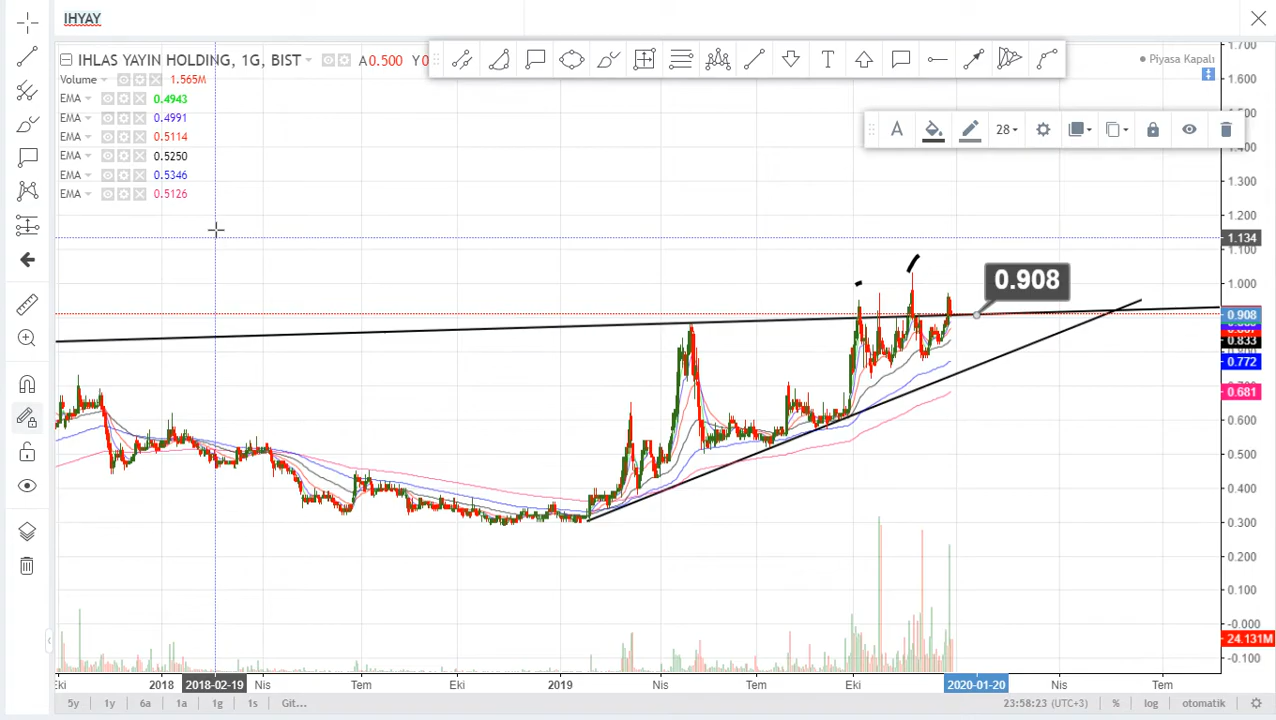 IHYAY
IHLAS YAYIN HOLDING, 1G, BIST A0.500 Y0
Volume 1.565M
EMA 0.4943
EMA 0.4991
EMA 0.5114
EMA 0.5250
EMA 0.5346
EMA 0.5126
Piyasa Kapalı
28
0.908
1.700
1.600
1.300
1.200
1.134
1.000
0.908
0.833
0.772
0.681
0.600
0.500
0.400
0.300
0.200
0.100
-0.000
24.131M
-0.100
2018 2018-02-19 Nis Tem Eki 2019 Nis Tem Eki 2020-01-20 Nis Tem
5y 1y 6a 1a 1g 1s Git... 23:58:23 (UTC+3) % log otomatik